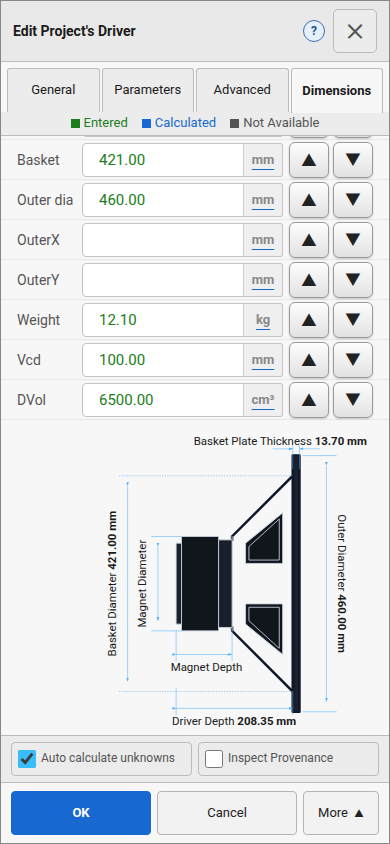 Edit Project's Driver ?
General Parameters Advanced Dimensions
Entered Calculated Not Available
Basket 421.00 mm
Outer dia 460.00 mm
OuterX mm
OuterY mm
Weight 12.10 kg
Vcd 100.00 mm
DVol 6500.00 cm³
Basket Plate Thickness 13.70 mm
Basket Diameter 421.00 mm
Magnet Diameter
Outer Diameter 460.00 mm
Magnet Depth
Driver Depth 208.35 mm
Auto calculate unknowns Inspect Provenance
OK Cancel More